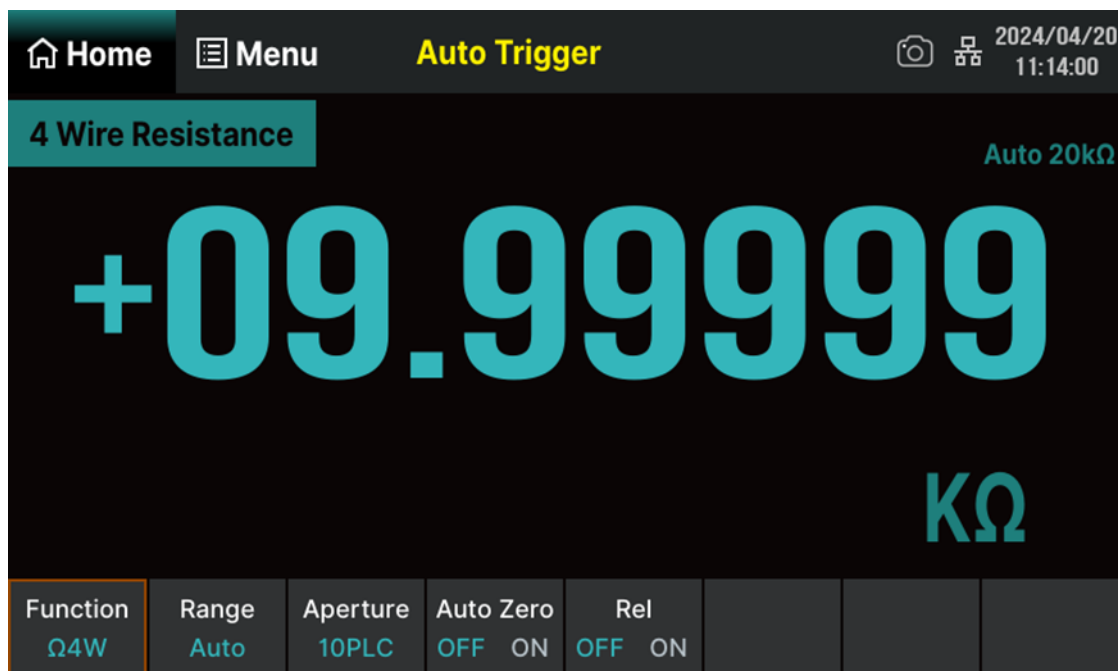 Home Menu Auto Trigger 2024/04/20
11:14:00
4 Wire Resistance
Auto 20kΩ
+09.99999
KΩ
Function Range Aperture Auto Zero Rel
Ω4W Auto 10PLC OFF ON OFF ON